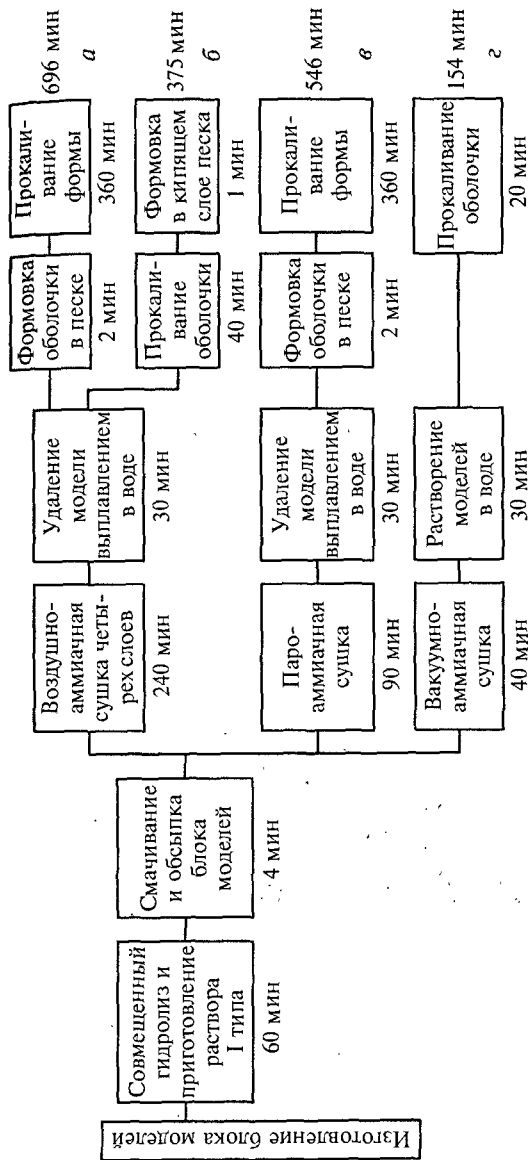 Изготовление блока моделей
Совмещенный
гидролиз и
приготовление
раствора
I типа
60 мин
Смачивание
и обсыпка
блока
моделей
4 мин
Воздушно-
аммиачная
сушка четы-
рех слоев
240 мин
Удаление
модели
выплавлением
в воде
30 мин
Формовка
оболочки
в песке
2 мин
Прокали-
вание
формы
360 мин
696 мин
а
Прокали-
вание
оболочки
40 мин
Формовка
в кипящем
слое песка
1 мин
375 мин
б
Паро-
аммиачная
сушка
90 мин
Удаление
модели
выплавлением
в воде
30 мин
Формовка
оболочки
в песке
2 мин
Прокали-
вание
формы
360 мин
546 мин
в
Вакуумно-
аммиачная
сушка
40 мин
Растворение
моделей
в воде
30 мин
Прокаливание
оболочки
20 мин
154 мин
г